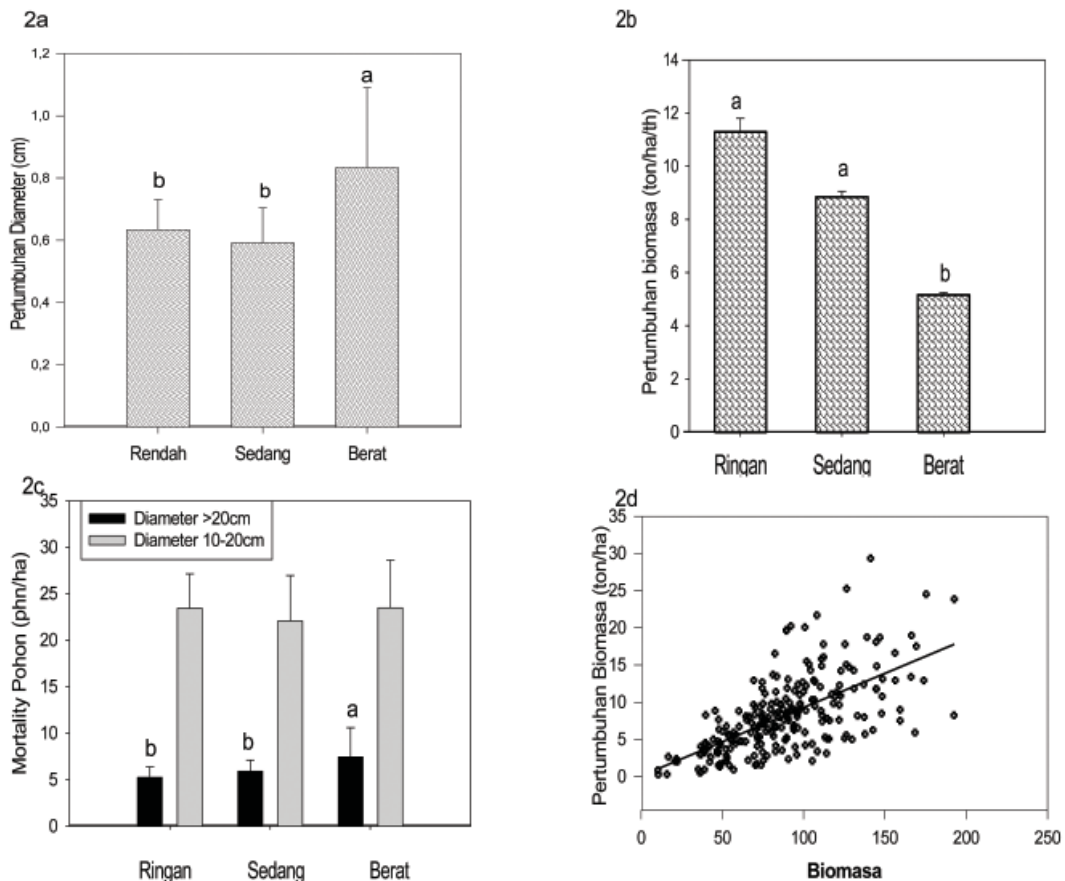 2a
1,2
1,0
0,8
0,6
0,4
0,2
0,0
Pertumbuhan Diameter (cm)
b
b
a
Rendah Sedang Berat
2b
14
12
10
8
6
4
2
0
Pertumbuhan biomasa (ton/ha/th)
a
a
b
Ringan Sedang Berat
2c
35
30
25
20
15
10
5
0
Mortality Pohon (phn/ha)
Diameter >20cm
Diameter 10-20cm
b
b
a
Ringan Sedang Berat
2d
35
30
25
20
15
10
5
0
Pertumbuhan Biomasa (ton/ha)
0 50 100 150 200 250
Biomasa